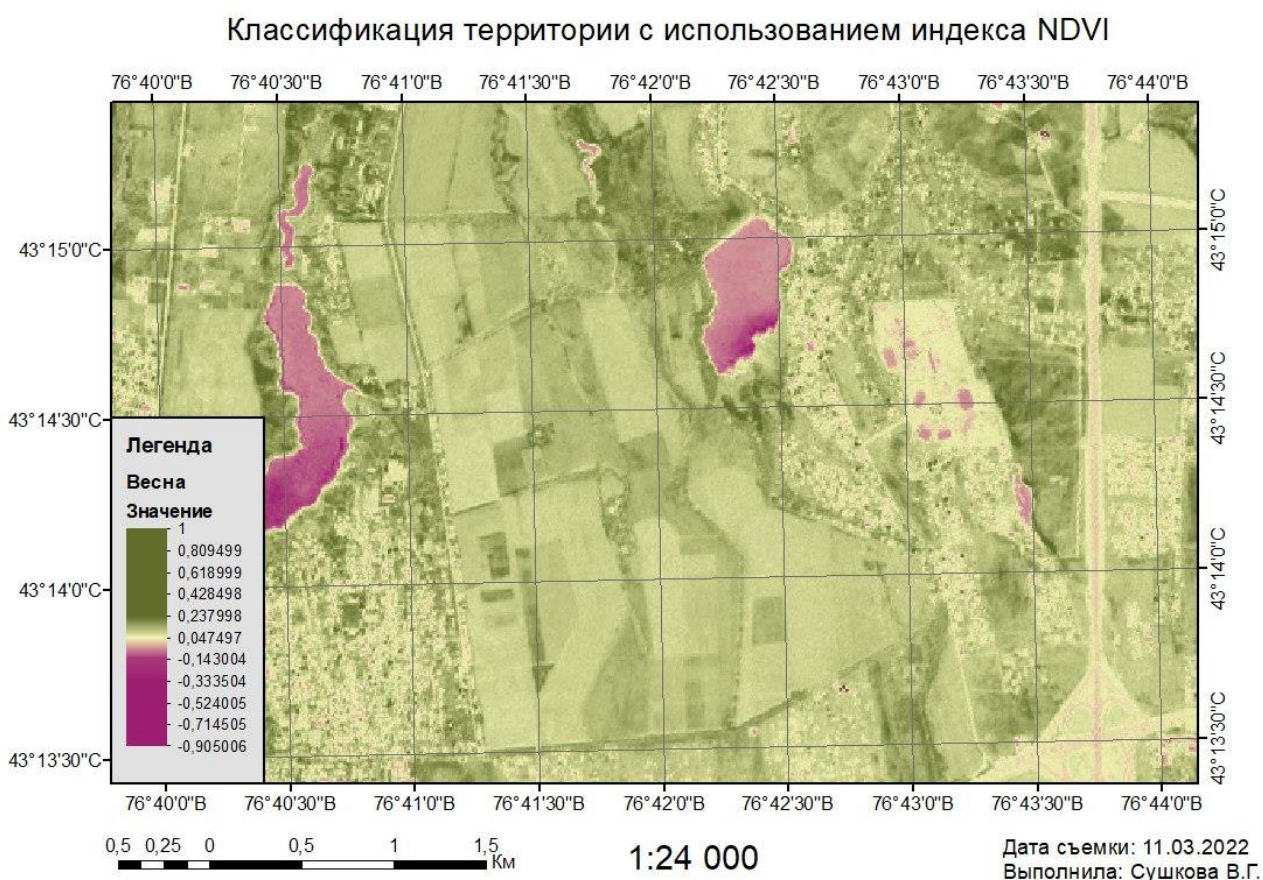 Классификация территории с использованием индекса NDVI
76°40'0"В 76°40'30"В 76°41'0"В 76°41'30"В 76°42'0"В 76°42'30"В 76°43'0"В 76°43'30"В 76°44'0"В
43°15'0"С
43°14'30"С
43°14'0"С
43°13'30"С
43°15'0"С
43°14'30"С
43°14'0"С
43°13'30"С
Легенда
Весна
Значение
1
0,809499
0,618999
0,428498
0,237998
0,047497
-0,143004
-0,333504
-0,524005
-0,714505
-0,905006
76°40'0"В 76°40'30"В 76°41'0"В 76°41'30"В 76°42'0"В 76°42'30"В 76°43'0"В 76°43'30"В 76°44'0"В
0,5 0,25 0 0,5 1 1,5
Км
1:24 000
Дата съемки: 11.03.2022
Выполнила: Сушкова В.Г.